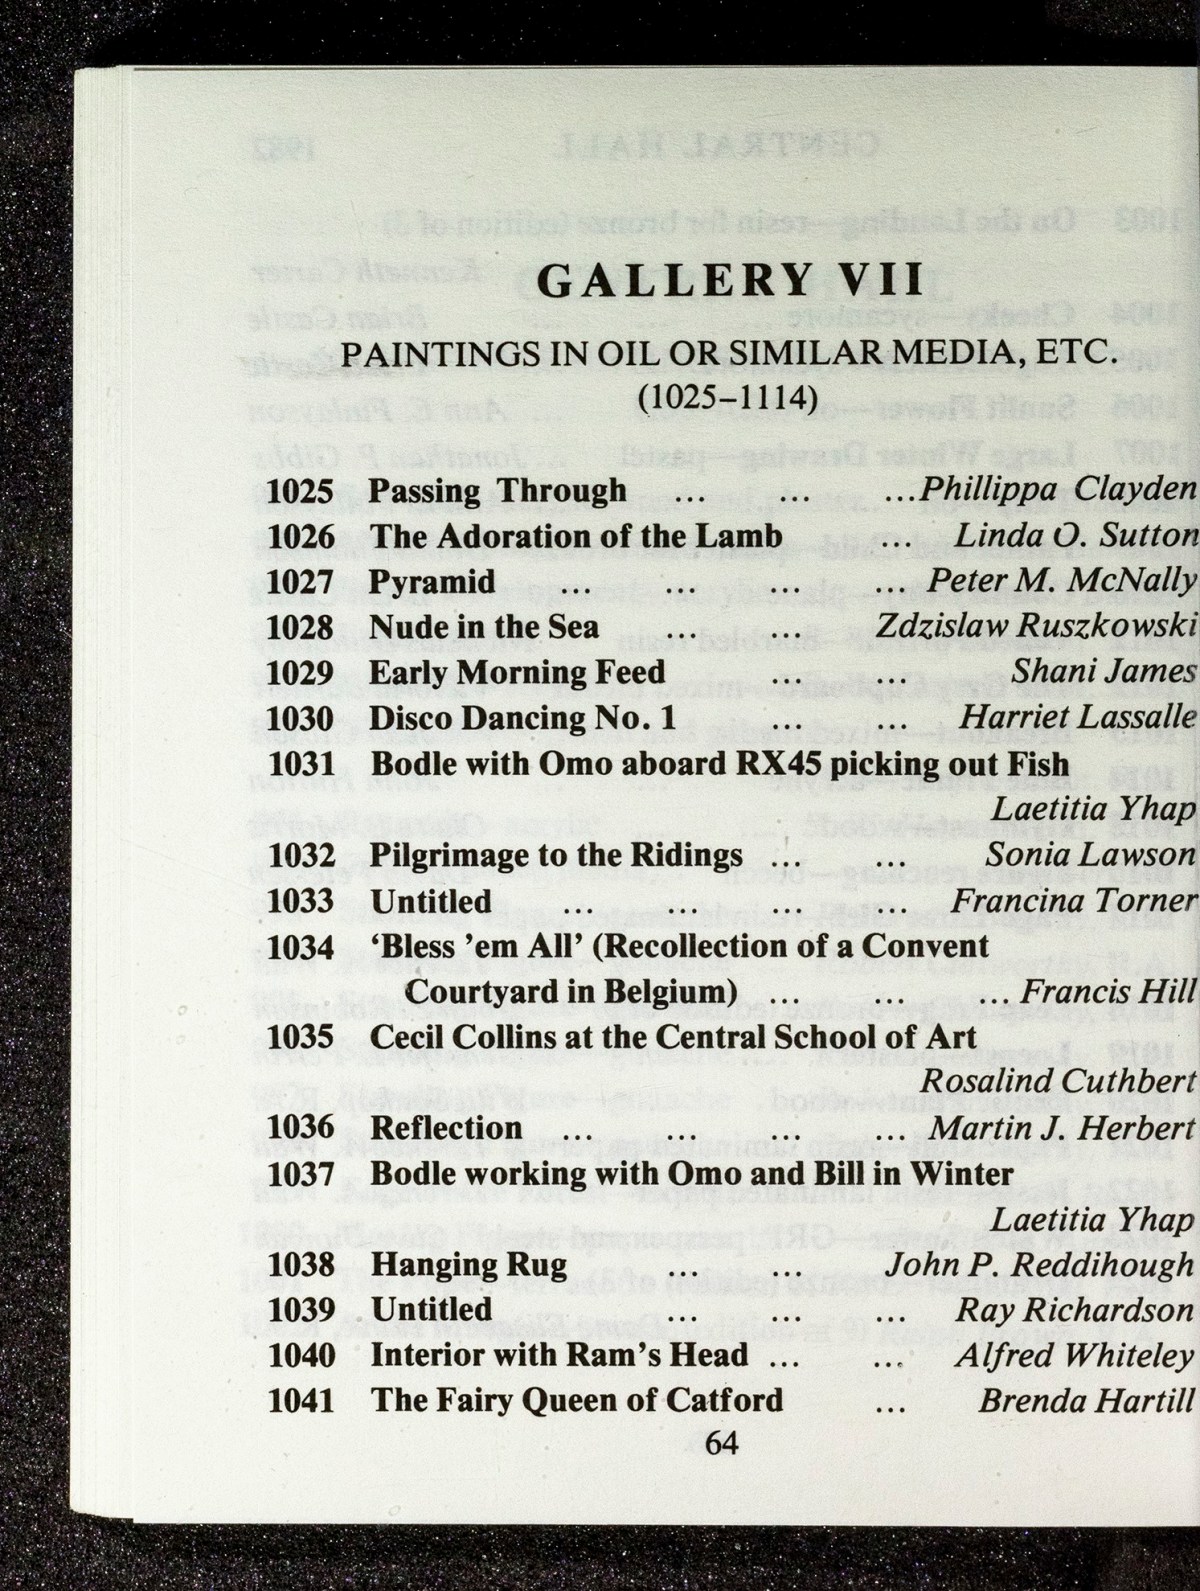 GALLERY VII
PAINTINGS IN OIL OR SIMILAR MEDIA, ETC.
(1025–1114)
1025 Passing Through ... ... ...Phillippa Clayden
1026 The Adoration of the Lamb ... Linda O. Sutton
1027 Pyramid ... ... ... ...Peter M. McNally
1028 Nude in the Sea ... ... Zdzislaw Ruszkowski
1029 Early Morning Feed ... ... Shani James
1030 Disco Dancing No. 1 ... ... Harriet Lassalle
1031 Bodle with Omo aboard RX45 picking out Fish
Laetitia Yhap
1032 Pilgrimage to the Ridings ... ... Sonia Lawson
1033 Untitled ... ... ... ... Francina Torner
1034 ‘Bless ’em All’ (Recollection of a Convent
Courtyard in Belgium) ... ... ... Francis Hill
1035 Cecil Collins at the Central School of Art
Rosalind Cuthbert
1036 Reflection ... ... ... ... Martin J. Herbert
1037 Bodle working with Omo and Bill in Winter
Laetitia Yhap
1038 Hanging Rug ... ... John P. Reddihough
1039 Untitled ... ... ... Ray Richardson
1040 Interior with Ram’s Head ... ... Alfred Whiteley
1041 The Fairy Queen of Catford ... Brenda Hartill
64